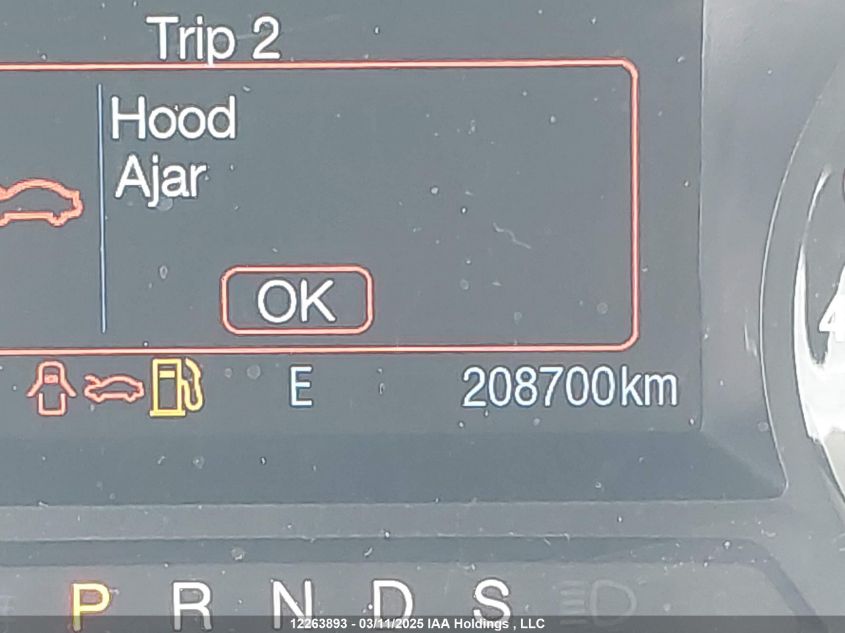 Trip 2
Hood
Ajar
OK
E 208700km
P R N D S
12263893 - 03/11/2025 IAA Holdings , LLC